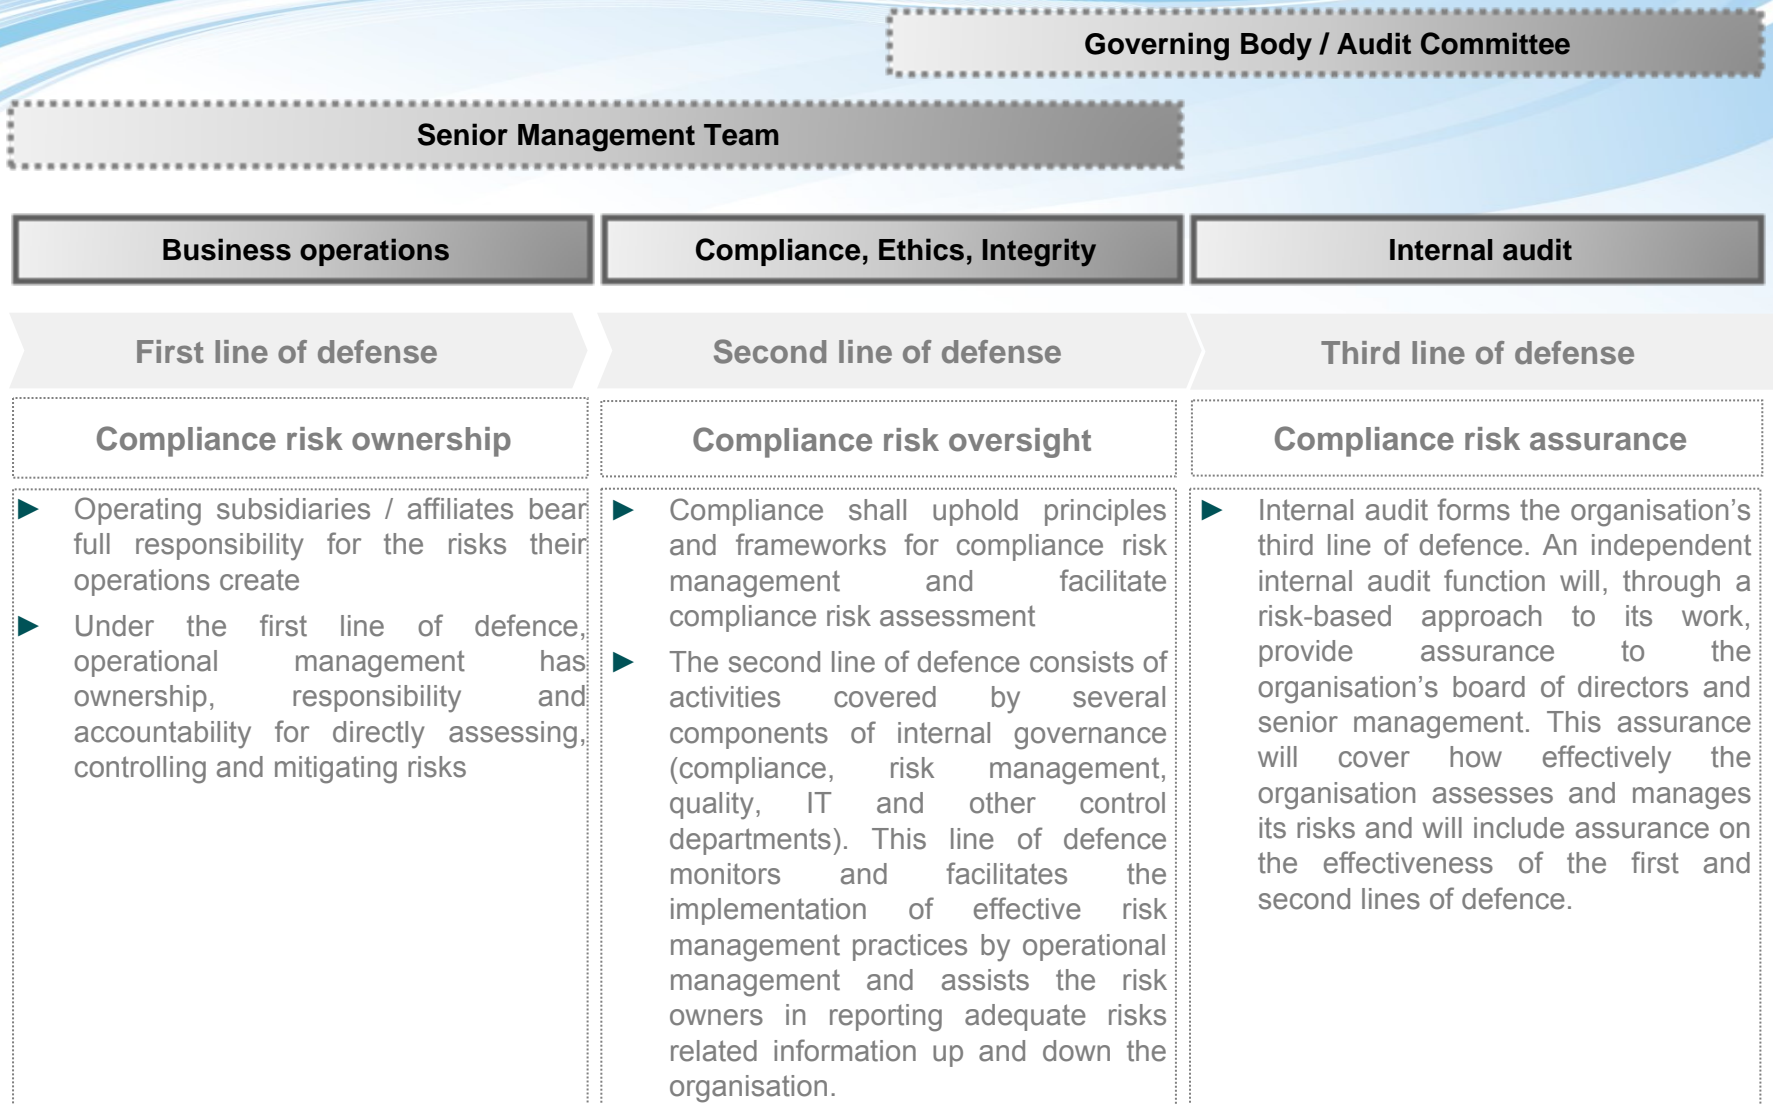 Governing Body / Audit Committee
Senior Management Team
Business operations
Compliance, Ethics, Integrity
Internal audit
First line of defense
Second line of defense
Third line of defense
Compliance risk ownership
Compliance risk oversight
Compliance risk assurance
► Operating subsidiaries / affiliates bear
full responsibility for the risks their
operations create
► Under the first line of defence,
operational management has
ownership, responsibility and
accountability for directly assessing,
controlling and mitigating risks
► Compliance shall uphold principles
and frameworks for compliance risk
management and facilitate
compliance risk assessment
► The second line of defence consists of
activities covered by several
components of internal governance
(compliance, risk management,
quality, IT and other control
departments). This line of defence
monitors and facilitates the
implementation of effective risk
management practices by operational
management and assists the risk
owners in reporting adequate risks
related information up and down the
organisation.
► Internal audit forms the organisation’s
third line of defence. An independent
internal audit function will, through a
risk-based approach to its work,
provide assurance to the
organisation’s board of directors and
senior management. This assurance
will cover how effectively the
organisation assesses and manages
its risks and will include assurance on
the effectiveness of the first and
second lines of defence.